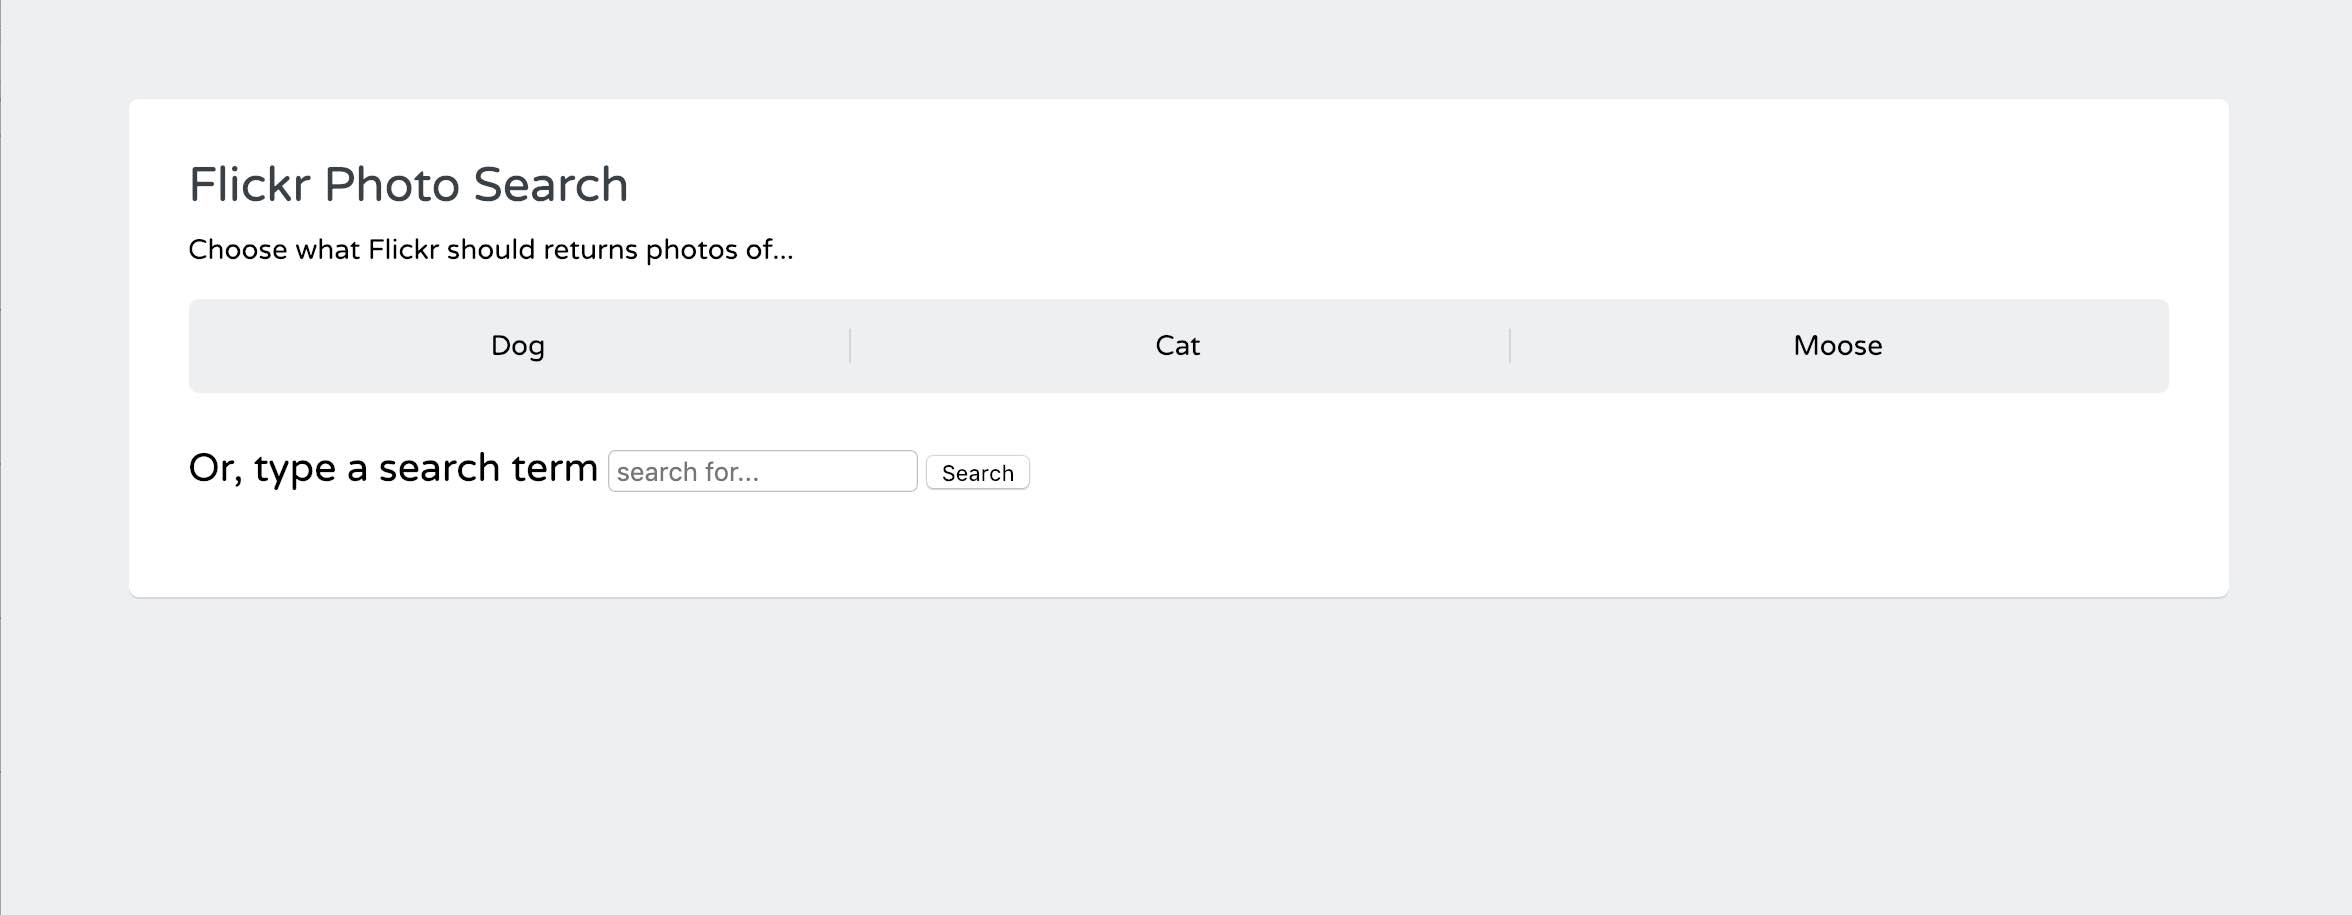 Flickr Photo Search
Choose what Flickr should returns photos of...
Dog Cat Moose
Or, type a search term search for... Search